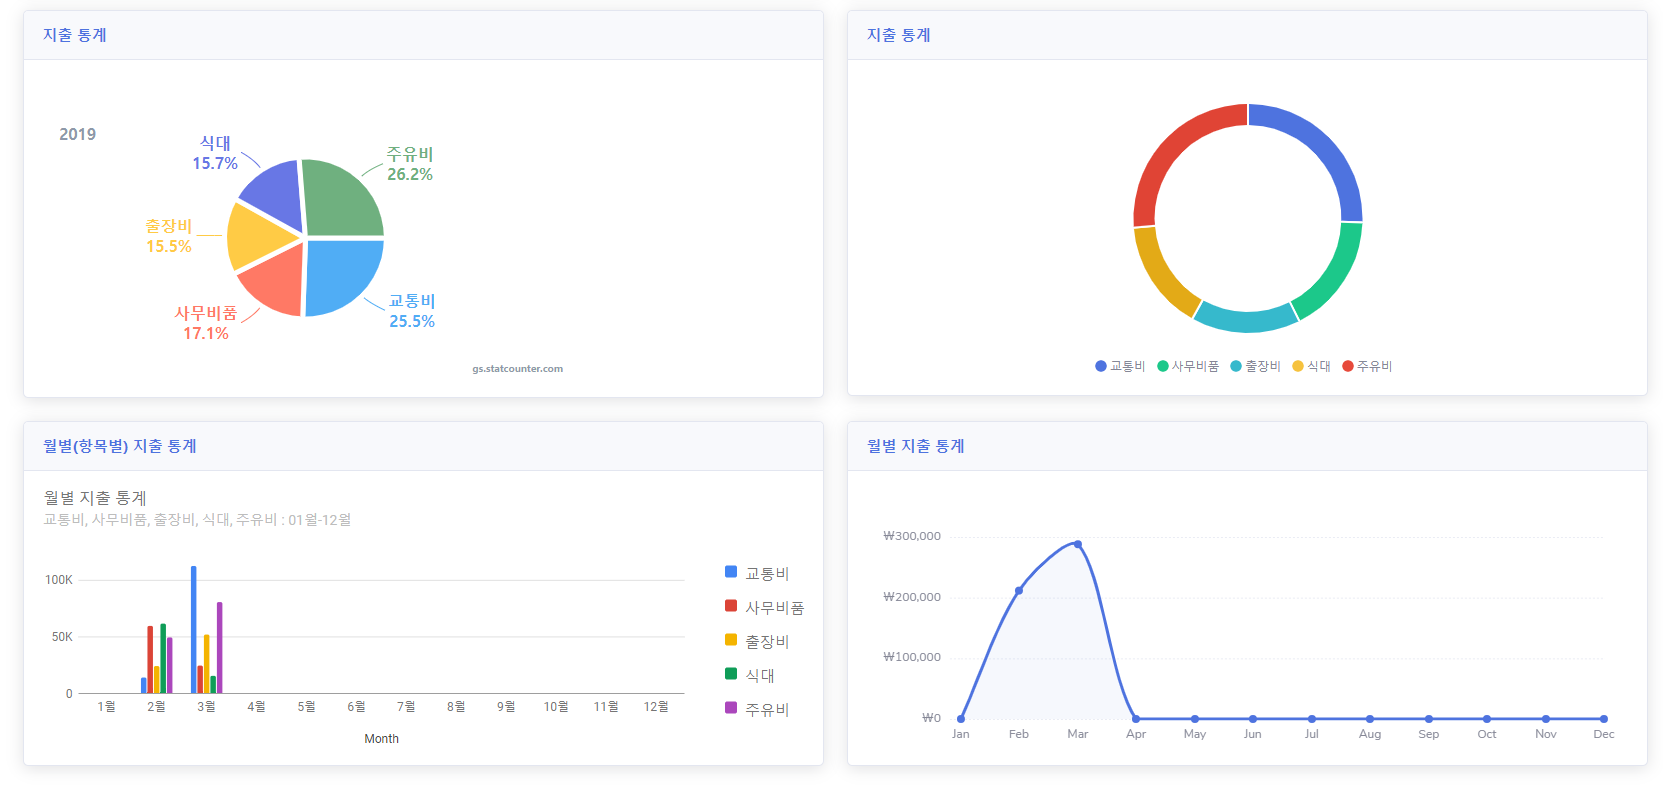 지출 통계
2019
식대
15.7%
주유비
26.2%
출장비
15.5%
사무비품
17.1%
교통비
25.5%
gs.statcounter.com
지출 통계
교통비 사무비품 출장비 식대 주유비
월별(항목별) 지출 통계
월별 지출 통계
교통비, 사무비품, 출장비, 식대, 주유비 : 01월-12월
100K
50K
0
1월 2월 3월 4월 5월 6월 7월 8월 9월 10월 11월 12월
Month
교통비
사무비품
출장비
식대
주유비
월별 지출 통계
₩300,000
₩200,000
₩100,000
₩0
Jan Feb Mar Apr May Jun Jul Aug Sep Oct Nov Dec